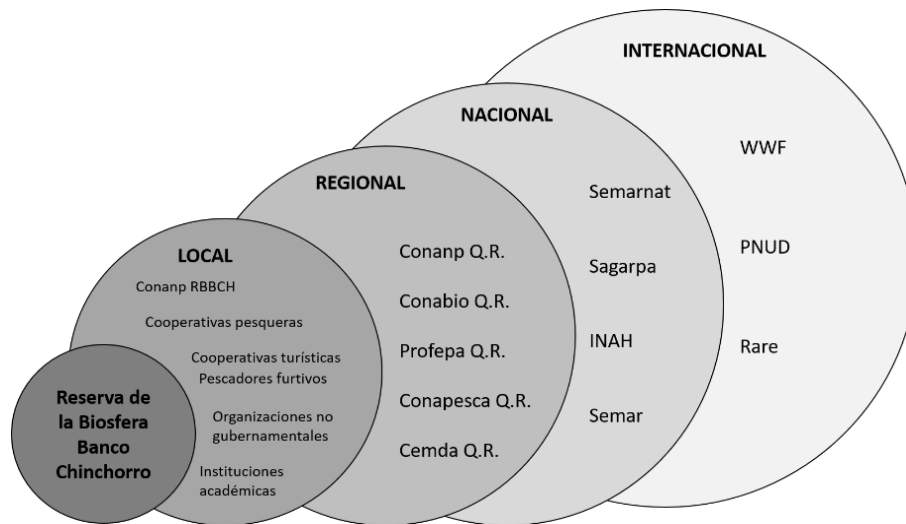 INTERNACIONAL
WWF
PNUD
Rare
NACIONAL
Semarnat
Sagarpa
INAH
Semar
REGIONAL
Conanp Q.R.
Conabio Q.R.
Profepa Q.R.
Conapesca Q.R.
Cemda Q.R.
LOCAL
Conanp RBBCH
Cooperativas pesqueras
Cooperativas turísticas
Pescadores furtivos
Organizaciones no
gubernamentales
Instituciones
académicas
Reserva de
la Biosfera
Banco
Chinchorro